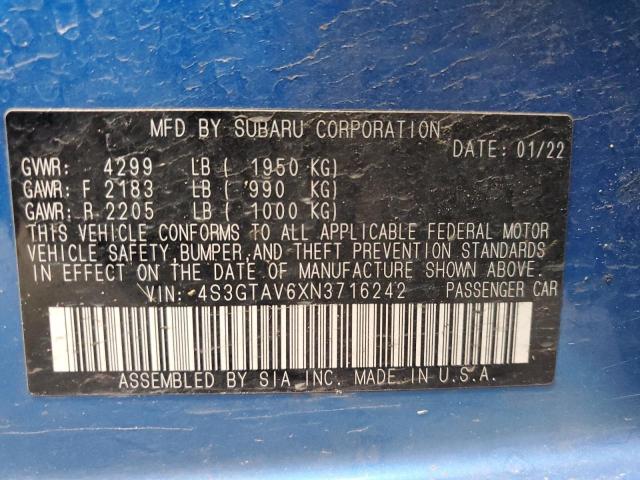 MFD BY SUBARU CORPORATION
DATE: 01/22
GVWR: 4299 LB ( 1950 KG)
GAWR: F 2183 LB ( 990 KG)
GAWR: R 2205 LB ( 1000 KG)
THIS VEHICLE CONFORMS TO ALL APPLICABLE FEDERAL MOTOR
VEHICLE SAFETY, BUMPER, AND THEFT PREVENTION STANDARDS
IN EFFECT ON THE DATE OF MANUFACTURE SHOWN ABOVE.
VIN: 4S3GTAV6XN3716242 PASSENGER CAR
ASSEMBLED BY SIA, INC. MADE IN U.S.A.